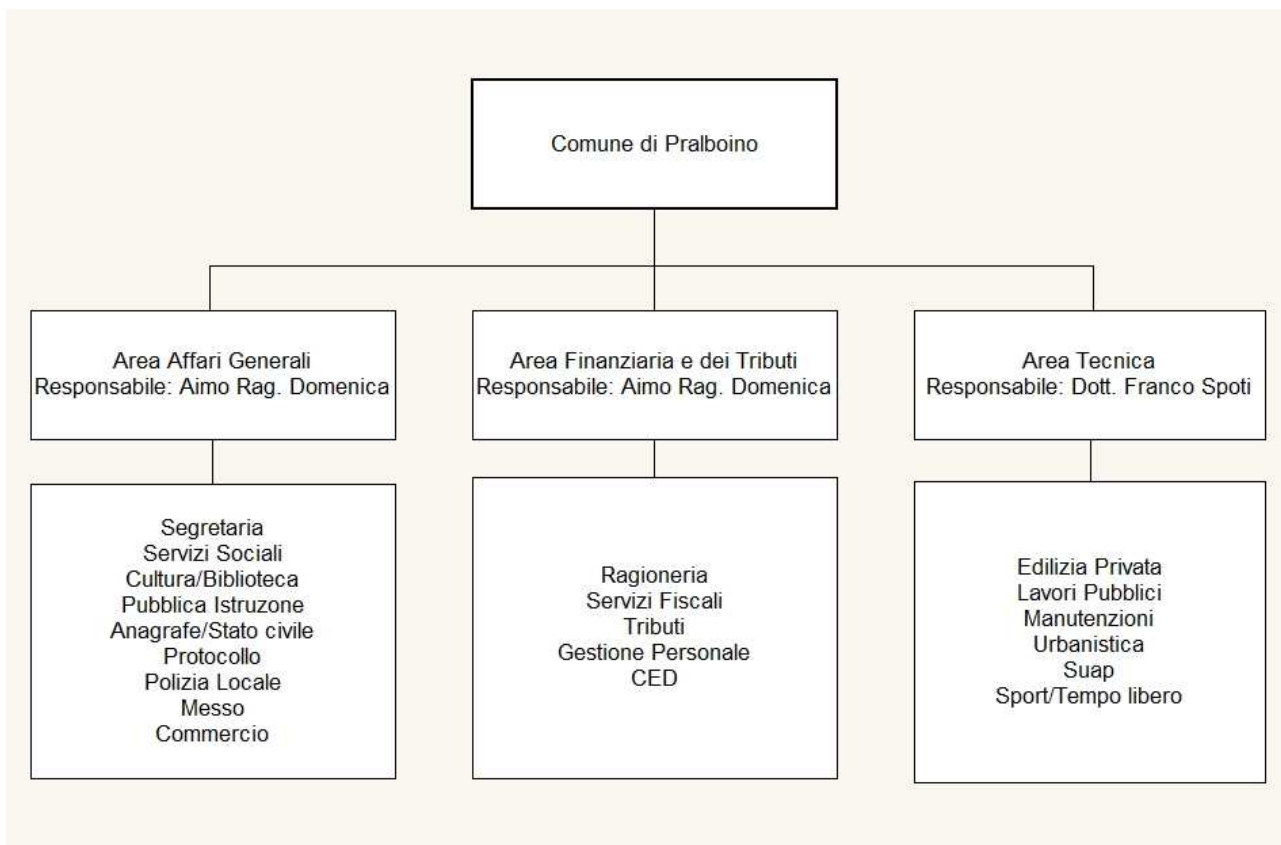 Comune di Pralboino
Area Affari Generali
Responsabile: Aimo Rag. Domenica
Area Finanziaria e dei Tributi
Responsabile: Aimo Rag. Domenica
Area Tecnica
Responsabile: Dott. Franco Spoti
Segretaria
Servizi Sociali
Cultura/Biblioteca
Pubblica Istruzone
Anagrafe/Stato civile
Protocollo
Polizia Locale
Messo
Commercio
Ragioneria
Servizi Fiscali
Tributi
Gestione Personale
CED
Edilizia Privata
Lavori Pubblici
Manutenzioni
Urbanistica
Suap
Sport/Tempo libero